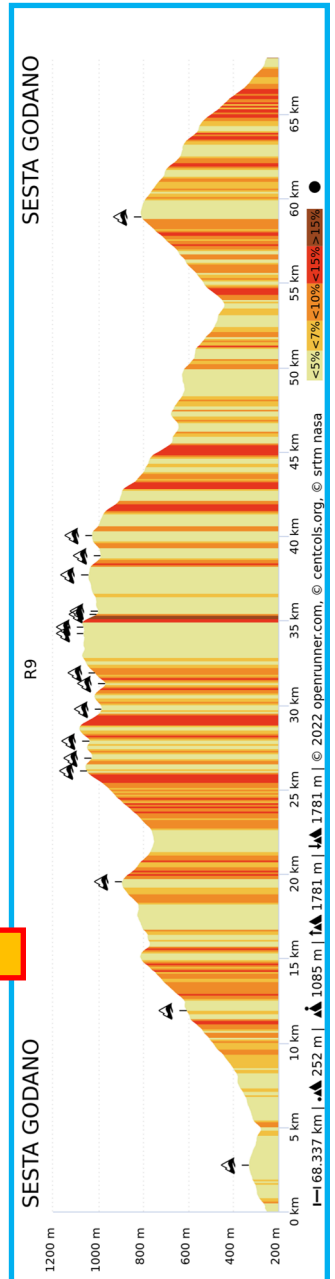 R9
SESTA GODANO
SESTA GODANO
1200 m
1000 m
800 m
600 m
400 m
200 m
0 km
5 km
10 km
15 km
20 km
25 km
30 km
35 km
40 km
45 km
50 km
55 km
60 km
65 km
<5% <7% <10% <15% >15%
68.337 km | 252 m | 1085 m | 1781 m | 1781 m | © 2022 openrunner.com, © centcols.org, © srtm nasa